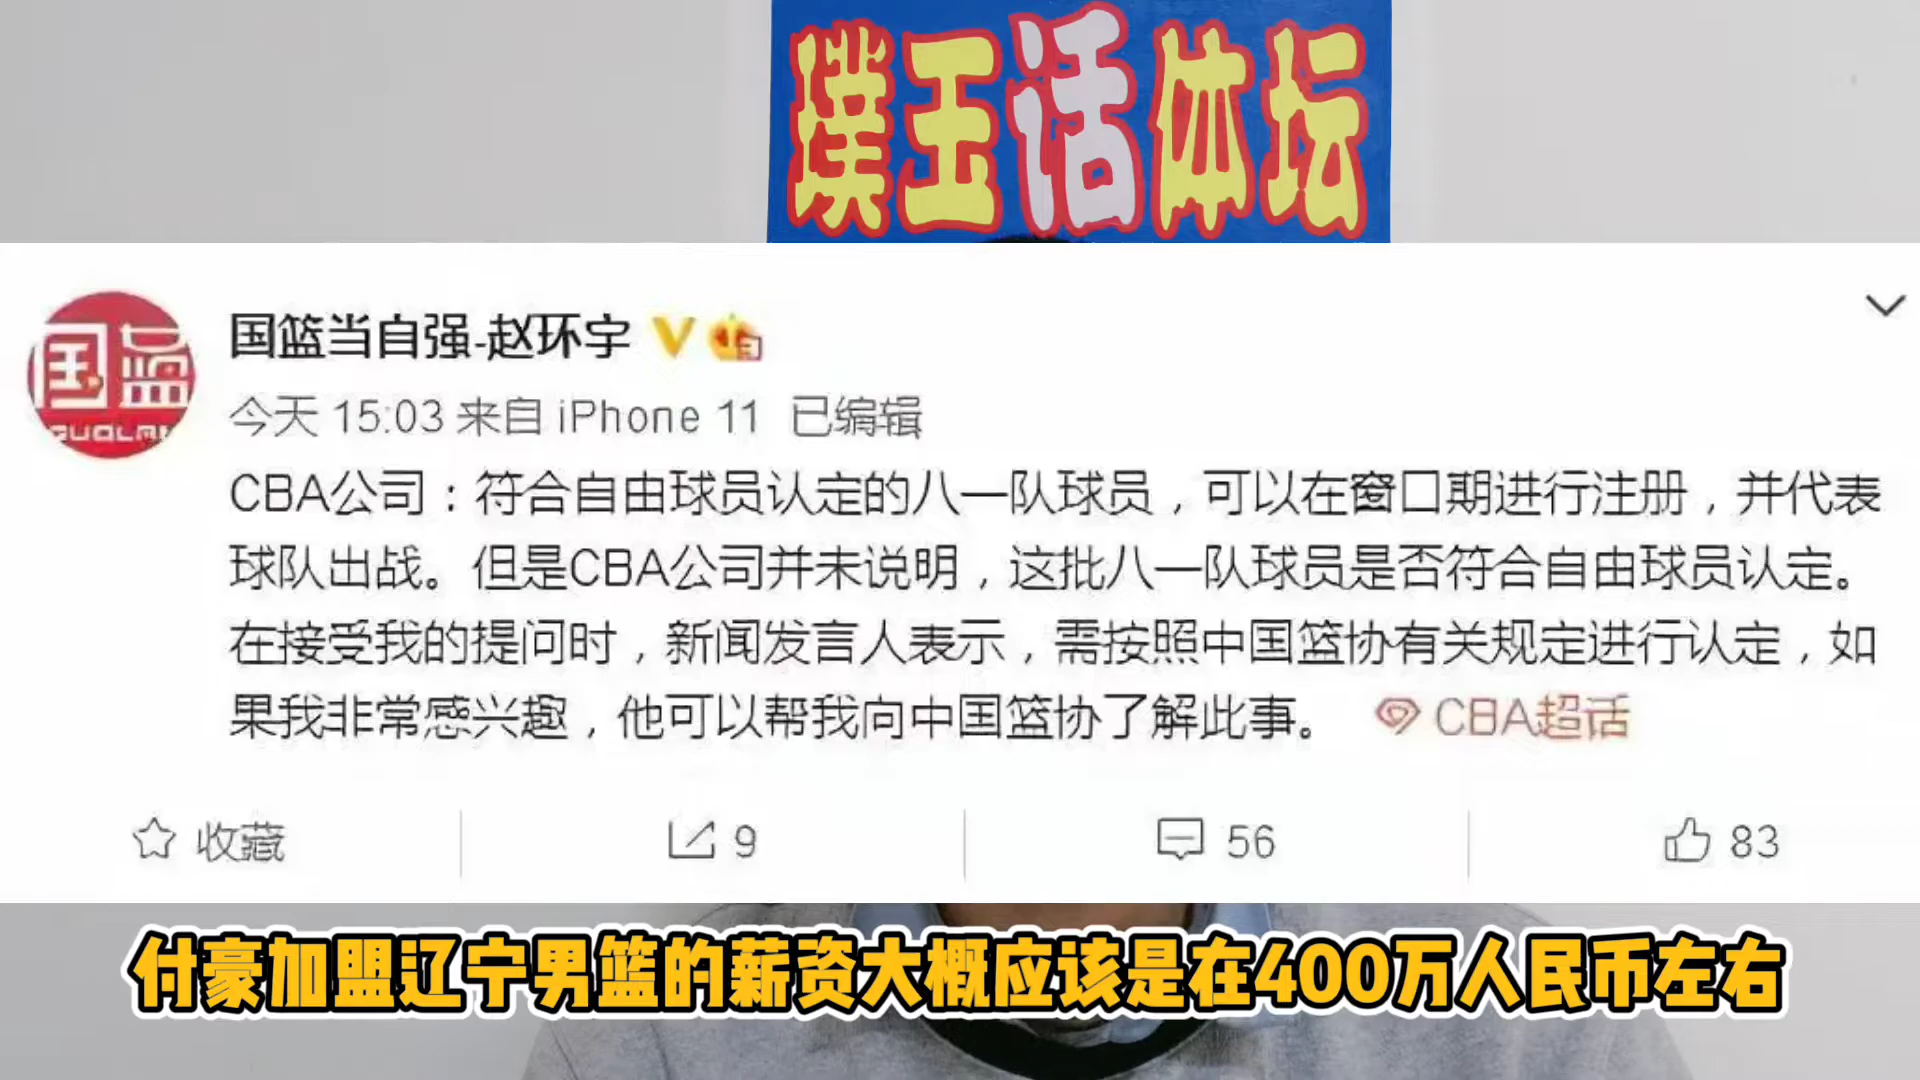 璞玉话体坛
国篮
GUOLAN
国篮当自强-赵环宇
今天 15:03 来自 iPhone 11 已编辑
CBA公司：符合自由球员认定的八一队球员，可以在窗口期进行注册，并代表
球队出战。但是CBA公司并未说明，这批八一队球员是否符合自由球员认定。
在接受我的提问时，新闻发言人表示，需按照中国篮协有关规定进行认定，如
果我非常感兴趣，他可以帮我向中国篮协了解此事。 CBA超话
收藏 9 56 83
付豪加盟辽宁男篮的薪资大概应该是在400万人民币左右